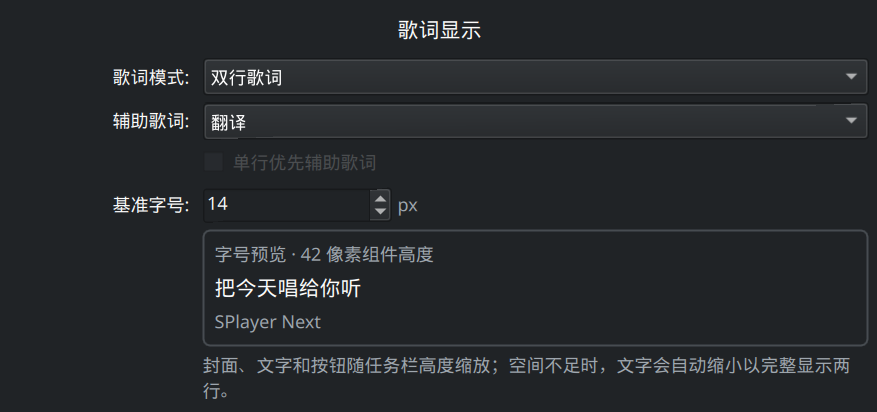 歌词显示
歌词模式: 双行歌词
辅助歌词: 翻译
单行优先辅助歌词
基准字号: 14 px
字号预览 · 42 像素组件高度
把今天唱给你听
SPlayer Next
封面、文字和按钮随任务栏高度缩放；空间不足时，文字会自动缩小以完整显示两
行。